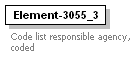 Element-3055_3
Code list responsible agency,
coded